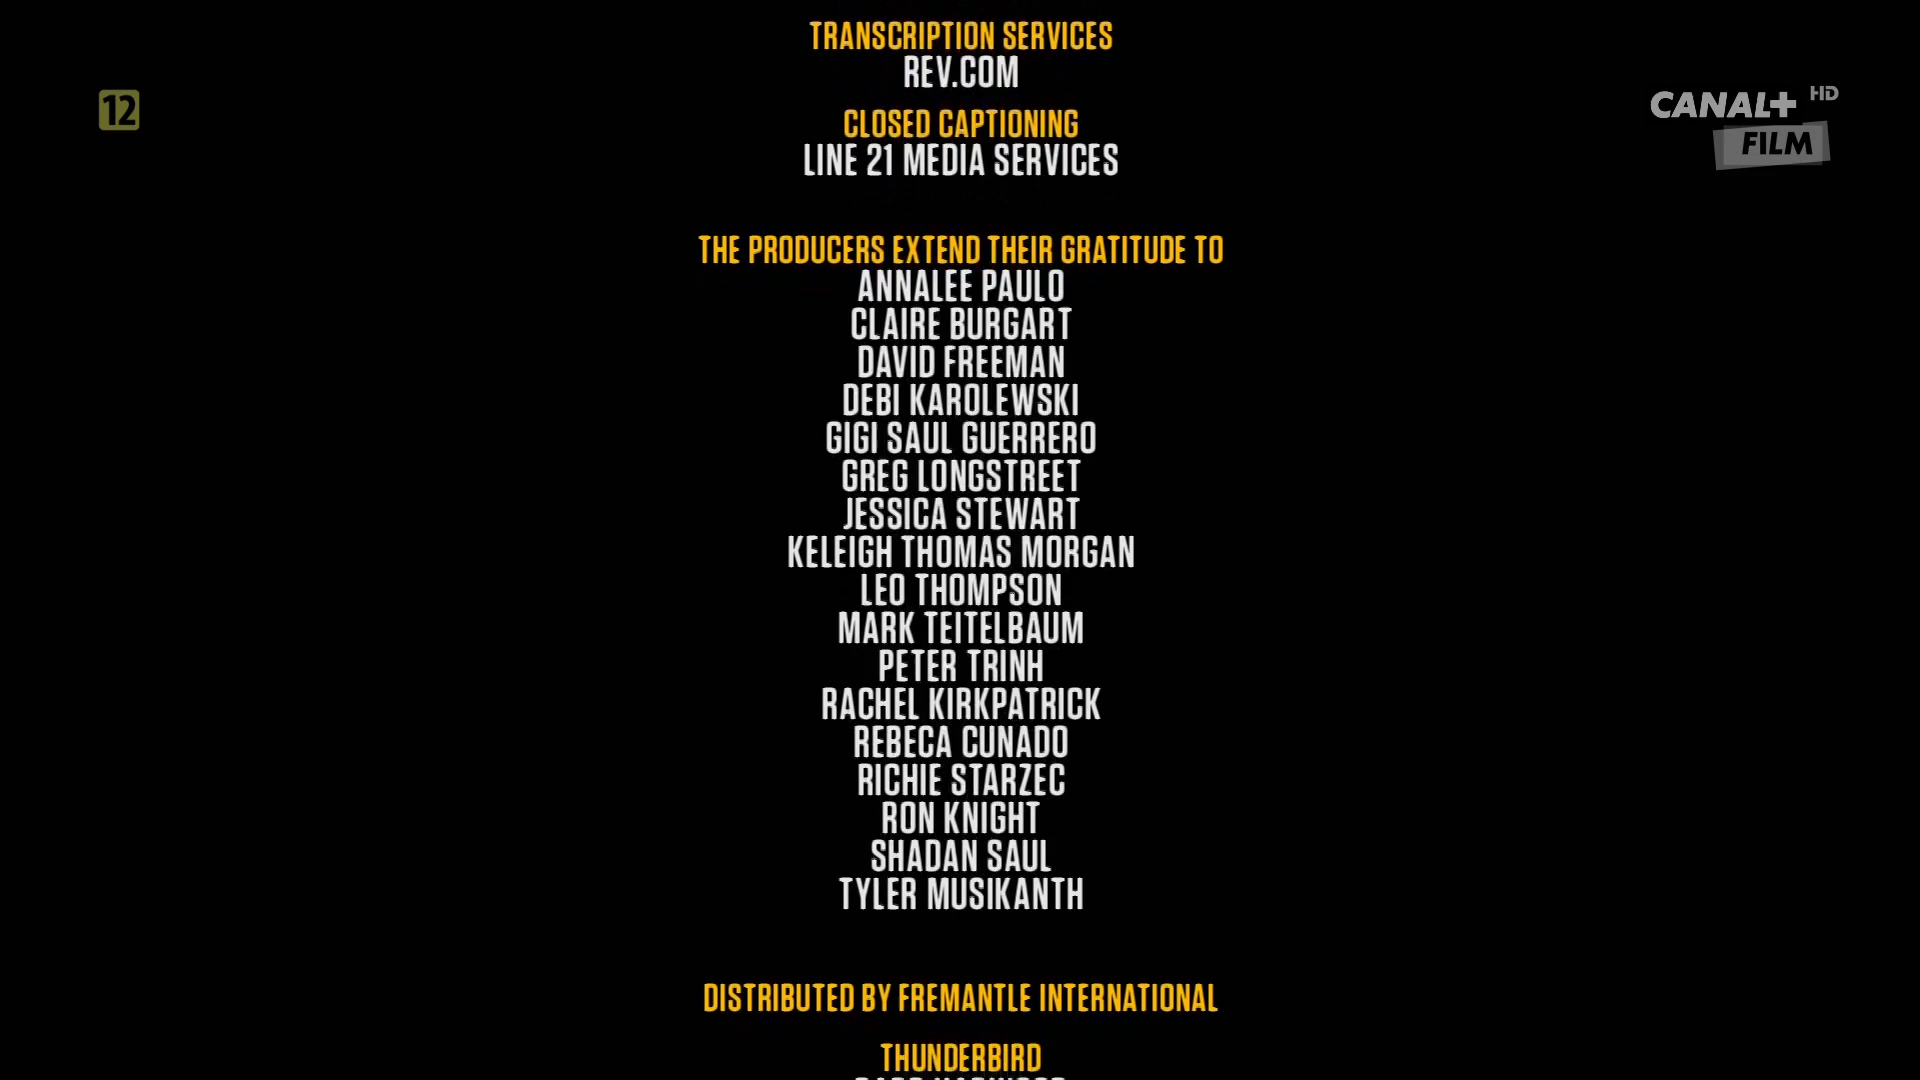 TRANSCRIPTION SERVICES
REV.COM
12
CANAL+ HD
FILM
CLOSED CAPTIONING
LINE 21 MEDIA SERVICES
THE PRODUCERS EXTEND THEIR GRATITUDE TO
ANNALEE PAULO
CLAIRE BURGART
DAVID FREEMAN
DEBI KAROLEWSKI
GIGI SAUL GUERRERO
GREG LONGSTREET
JESSICA STEWART
KELEIGH THOMAS MORGAN
LEO THOMPSON
MARK TEITELBAUM
PETER TRINH
RACHEL KIRKPATRICK
REBECA CUNADO
RICHIE STARZEC
RON KNIGHT
SHADAN SAUL
TYLER MUSIKANTH
DISTRIBUTED BY FREMANTLE INTERNATIONAL
THUNDERBIRD